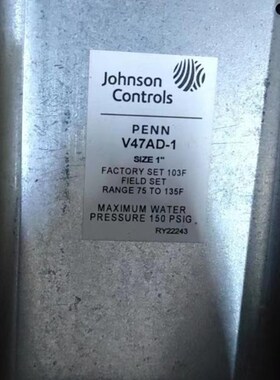 Johnson
Controls
PENN
V47AD-1
SIZE 1"
FACTORY SET 103F
FIELD SET
RANGE 75 TO 135F
MAXIMUM WATER
PRESSURE 150 PSIG
RY22243